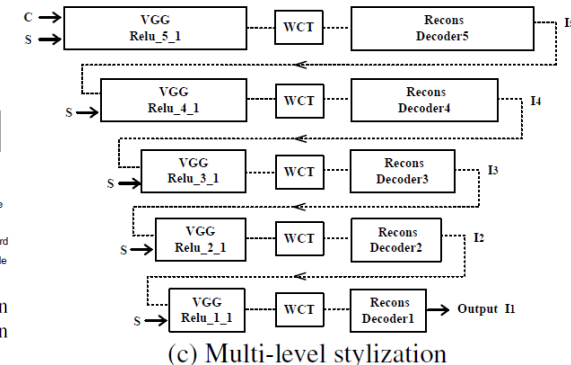 C
S
VGG
Relu_5_1
WCT
Recons
Decoder5
S
VGG
Relu_4_1
WCT
Recons
Decoder4
I4
S
VGG
Relu_3_1
WCT
Recons
Decoder3
I3
S
VGG
Relu_2_1
WCT
Recons
Decoder2
I2
S
VGG
Relu_1_1
WCT
Recons
Decoder1
Output I1
(c) Multi-level stylization